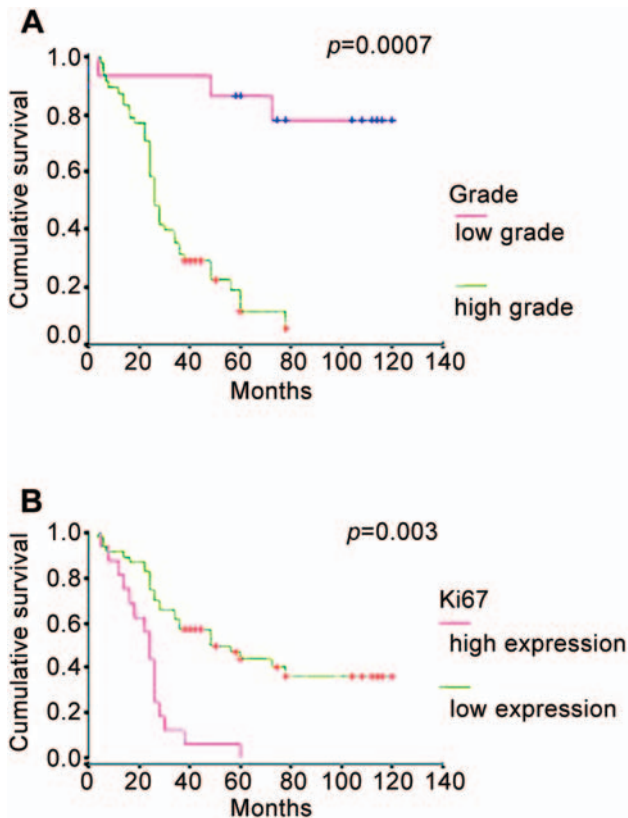 A
p=0.0007
1.0
0.8
0.6
0.4
0.2
0.0
0 20 40 60 80 100 120 140
Months
Cumulative survival
Grade
low grade
high grade
B
p=0.003
1.0
0.8
0.6
0.4
0.2
0.0
0 20 40 60 80 100 120 140
Months
Cumulative survival
Ki67
high expression
low expression